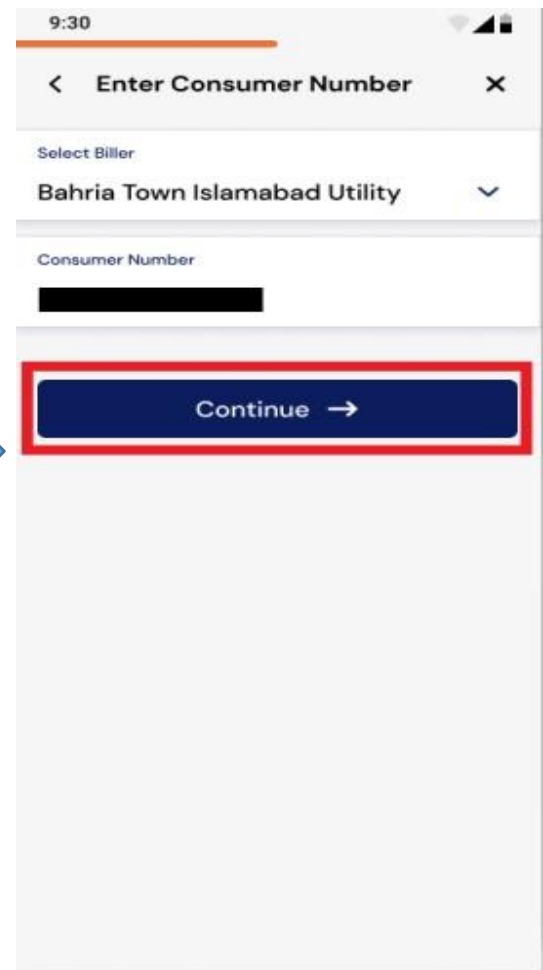 9:30
Enter Consumer Number
Select Biller
Bahria Town Islamabad Utility
Consumer Number
Continue →